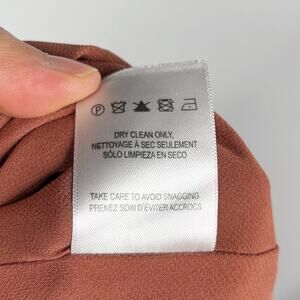 P
DRY CLEAN ONLY,
NETTOYAGE À SEC SEULEMENT
SÓLO LIMPIEZA EN SECO
TAKE CARE TO AVOID SNAGGING
PRENEZ SOIN D'ÉVITER ACCROCS